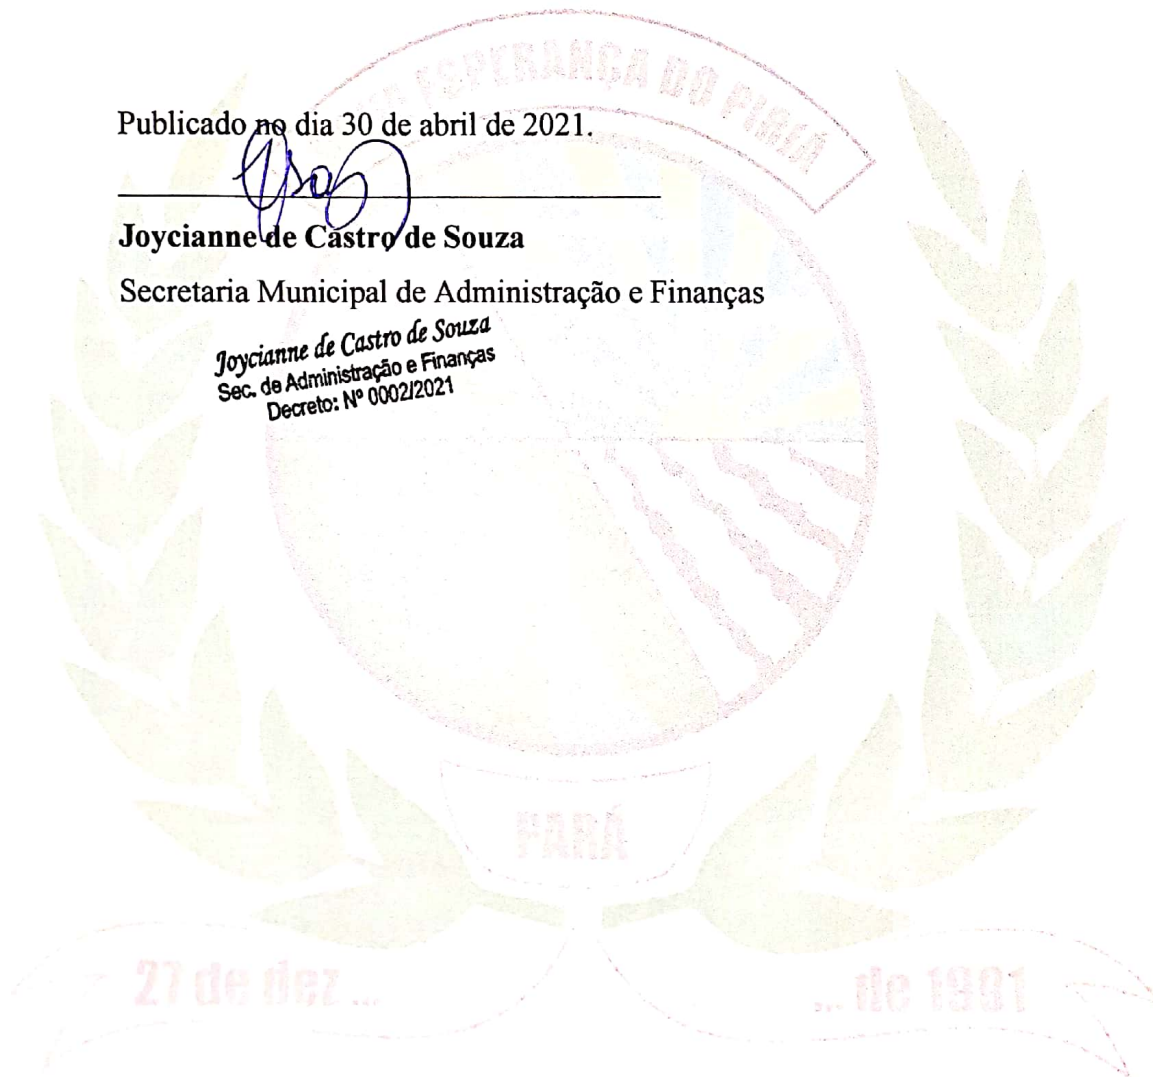 ESPERANÇA DO PIRIÁ
Publicado no dia 30 de abril de 2021.
Joycianne de Castro de Souza
Secretaria Municipal de Administração e Finanças
Joycianne de Castro de Souza
Sec. de Administração e Finanças
Decreto: Nº 0002/2021
PARÁ
27 de dez ...
... de 1991